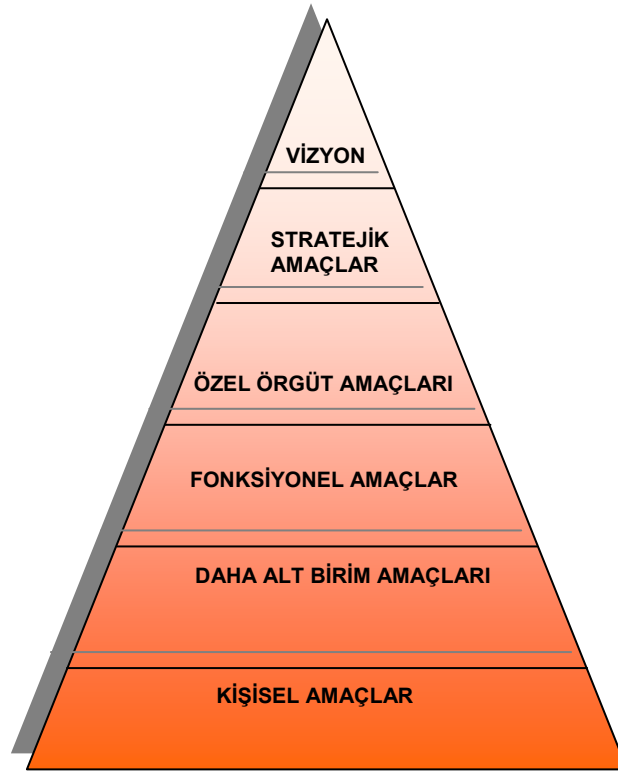 VİZYON
STRATEJİK
AMAÇLAR
ÖZEL ÖRGÜT AMAÇLARI
FONKSİYONEL AMAÇLAR
DAHA ALT BİRİM AMAÇLARI
KİŞİSEL AMAÇLAR